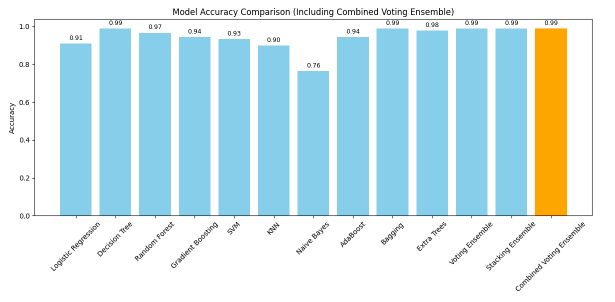 Model Accuracy Comparison (Including Combined Voting Ensemble)
Accuracy
1.0
0.8
0.6
0.4
0.2
0.0
0.91
0.99
0.97
0.94
0.93
0.90
0.76
0.94
0.99
0.98
0.99
0.99
0.99
Logistic Regression
Decision Tree
Random Forest
Gradient Boosting
SVM
KNN
Naive Bayes
AdaBoost
Bagging
Extra Trees
Voting Ensemble
Stacking Ensemble
Combined Voting Ensemble